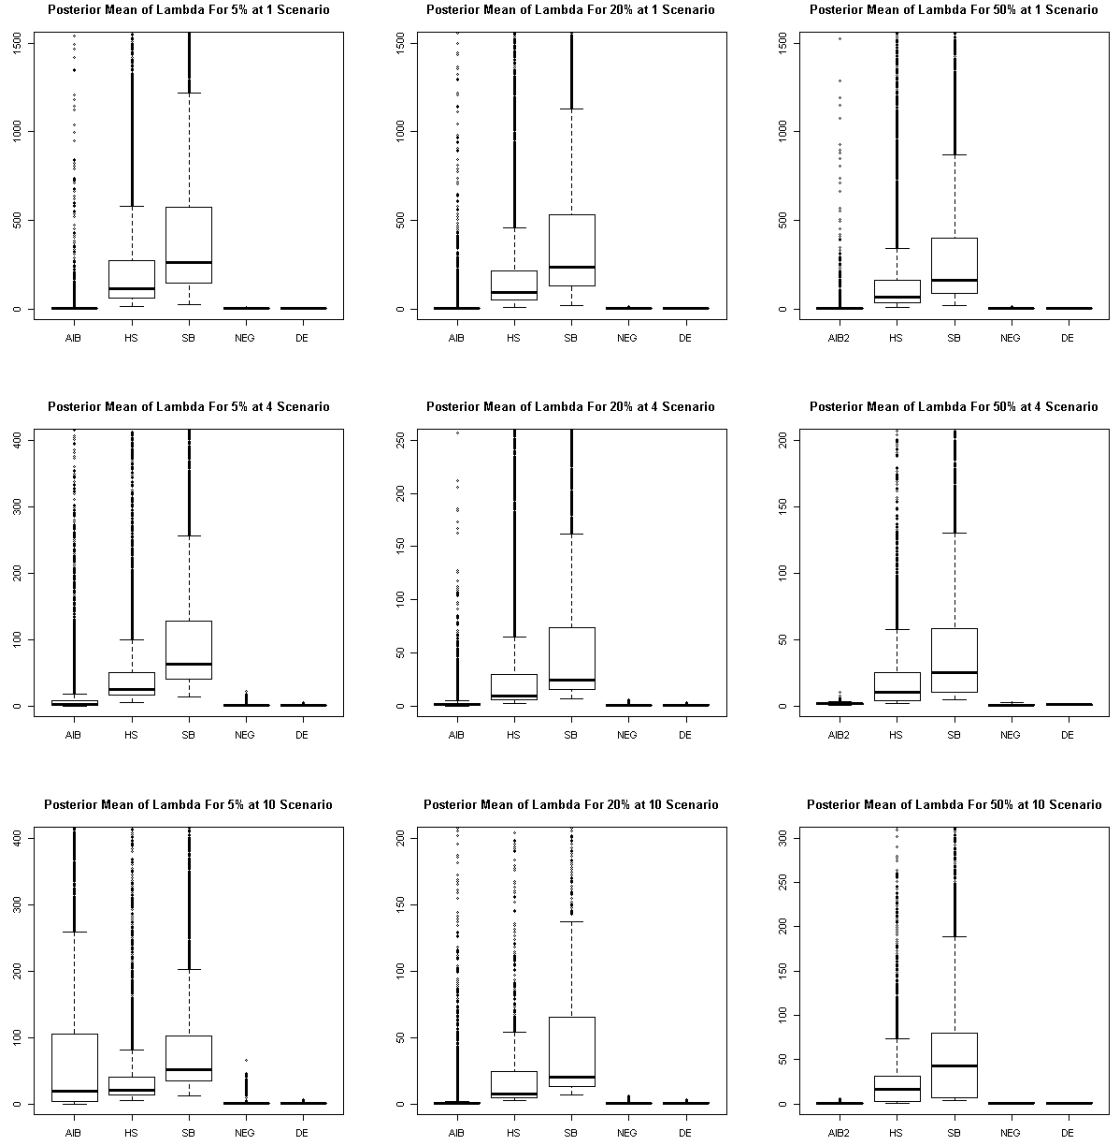 Posterior Mean of Lambda For 5% at 1 Scenario
1500
1000
500
0
AIB HS SB NEG DE
Posterior Mean of Lambda For 20% at 1 Scenario
1500
1000
500
0
AIB HS SB NEG DE
Posterior Mean of Lambda For 50% at 1 Scenario
1500
1000
500
0
AIB2 HS SB NEG DE
Posterior Mean of Lambda For 5% at 4 Scenario
400
300
200
100
0
AIB HS SB NEG DE
Posterior Mean of Lambda For 20% at 4 Scenario
250
200
150
100
50
0
AIB HS SB NEG DE
Posterior Mean of Lambda For 50% at 4 Scenario
200
150
100
50
0
AIB2 HS SB NEG DE
Posterior Mean of Lambda For 5% at 10 Scenario
400
300
200
100
0
AIB HS SB NEG DE
Posterior Mean of Lambda For 20% at 10 Scenario
200
150
100
50
0
AIB HS SB NEG DE
Posterior Mean of Lambda For 50% at 10 Scenario
300
250
200
150
100
50
0
AIB2 HS SB NEG DE